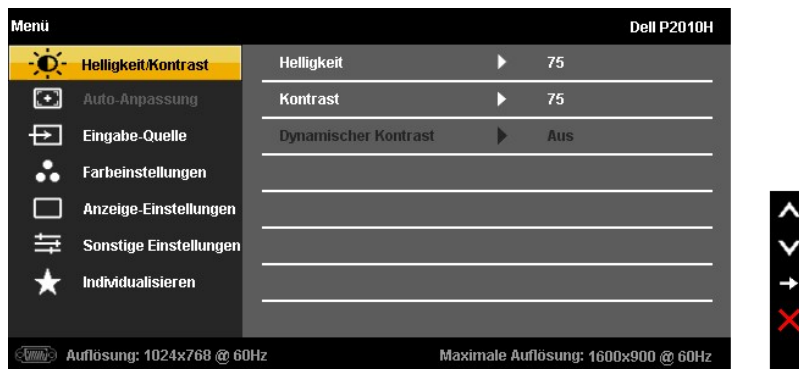 Menü Dell P2010H
Helligkeit/Kontrast Helligkeit 75
Auto-Anpassung Kontrast 75
Eingabe-Quelle Dynamischer Kontrast Aus
Farbeinstellungen
Anzeige-Einstellungen
Sonstige Einstellungen
Individualisieren
Auflösung: 1024x768 @ 60Hz Maximale Auflösung: 1600x900 @ 60Hz